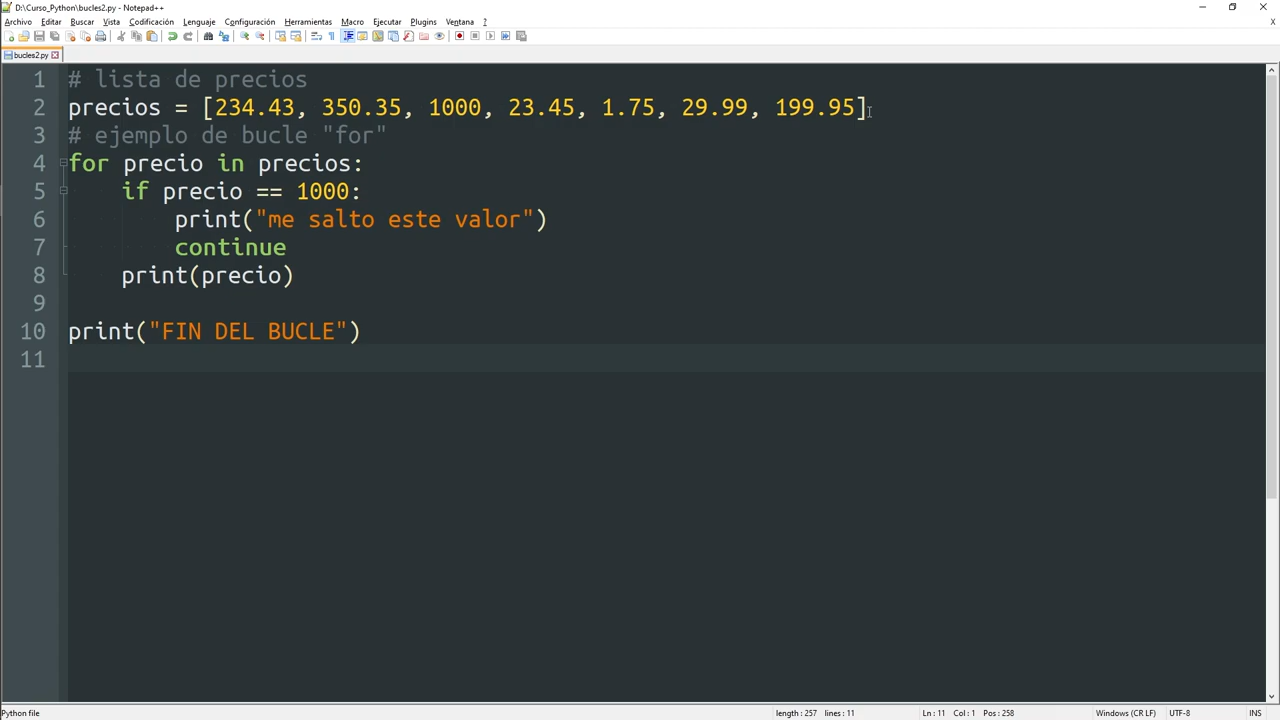 D:\Curso_Python\bucles2.py - Notepad++
Archivo Editar Buscar Vista Codificación Lenguaje Configuración Herramientas Macro Ejecutar Plugins Ventana ?
X
bucles2.py
1 # lista de precios
2 precios = [234.43, 350.35, 1000, 23.45, 1.75, 29.99, 199.95]
3 # ejemplo de bucle "for"
4 for precio in precios:
5 if precio == 1000:
6 print("me salto este valor")
7 continue
8 print(precio)
9
10 print("FIN DEL BUCLE")
11
Python file length : 257 lines : 11 Ln : 11 Col : 1 Pos : 258 Windows (CR LF) UTF-8 INS